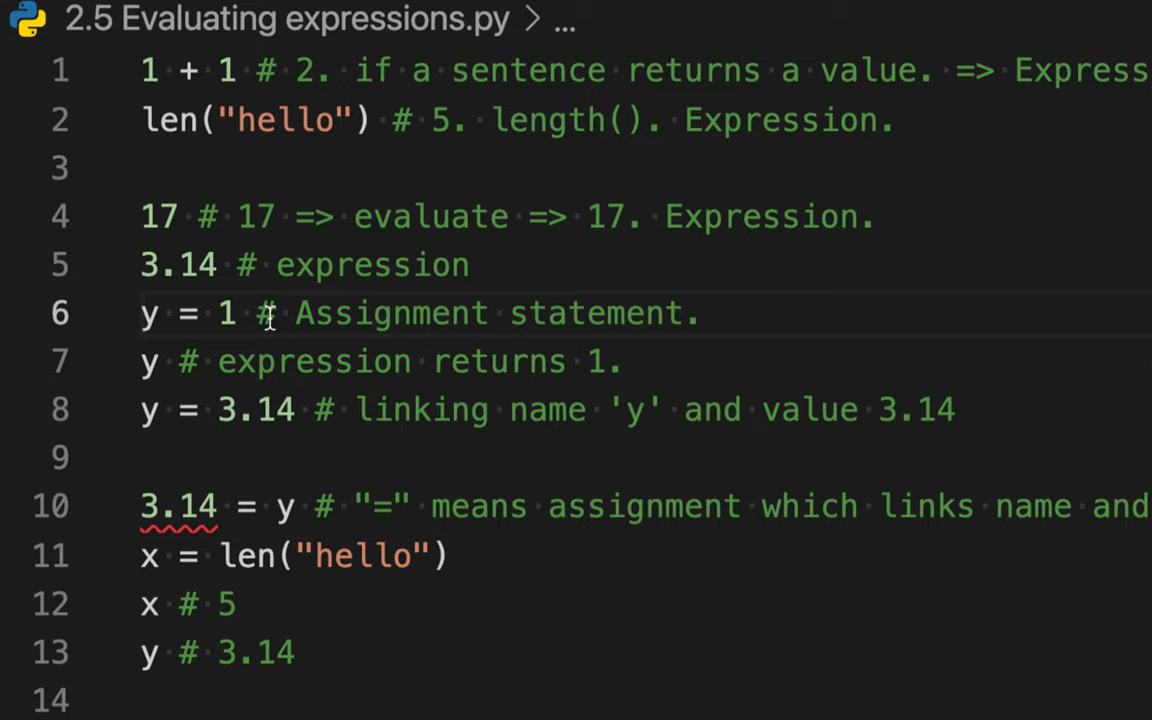 2.5 Evaluating expressions.py > ...
1 1 + 1 # 2. if a sentence returns a value. => Express
2 len("hello") # 5. length(). Expression.
3
4 17 # 17 => evaluate => 17. Expression.
5 3.14 # expression
6 y = 1 # Assignment statement.
7 y # expression returns 1.
8 y = 3.14 # linking name 'y' and value 3.14
9
10 3.14 = y # "=" means assignment which links name and
11 x = len("hello")
12 x # 5
13 y # 3.14
14